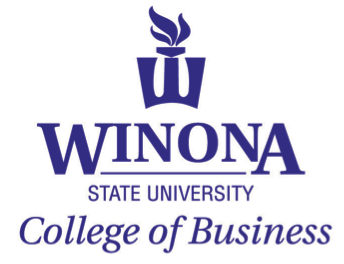 WINONA
STATE UNIVERSITY
College of Business